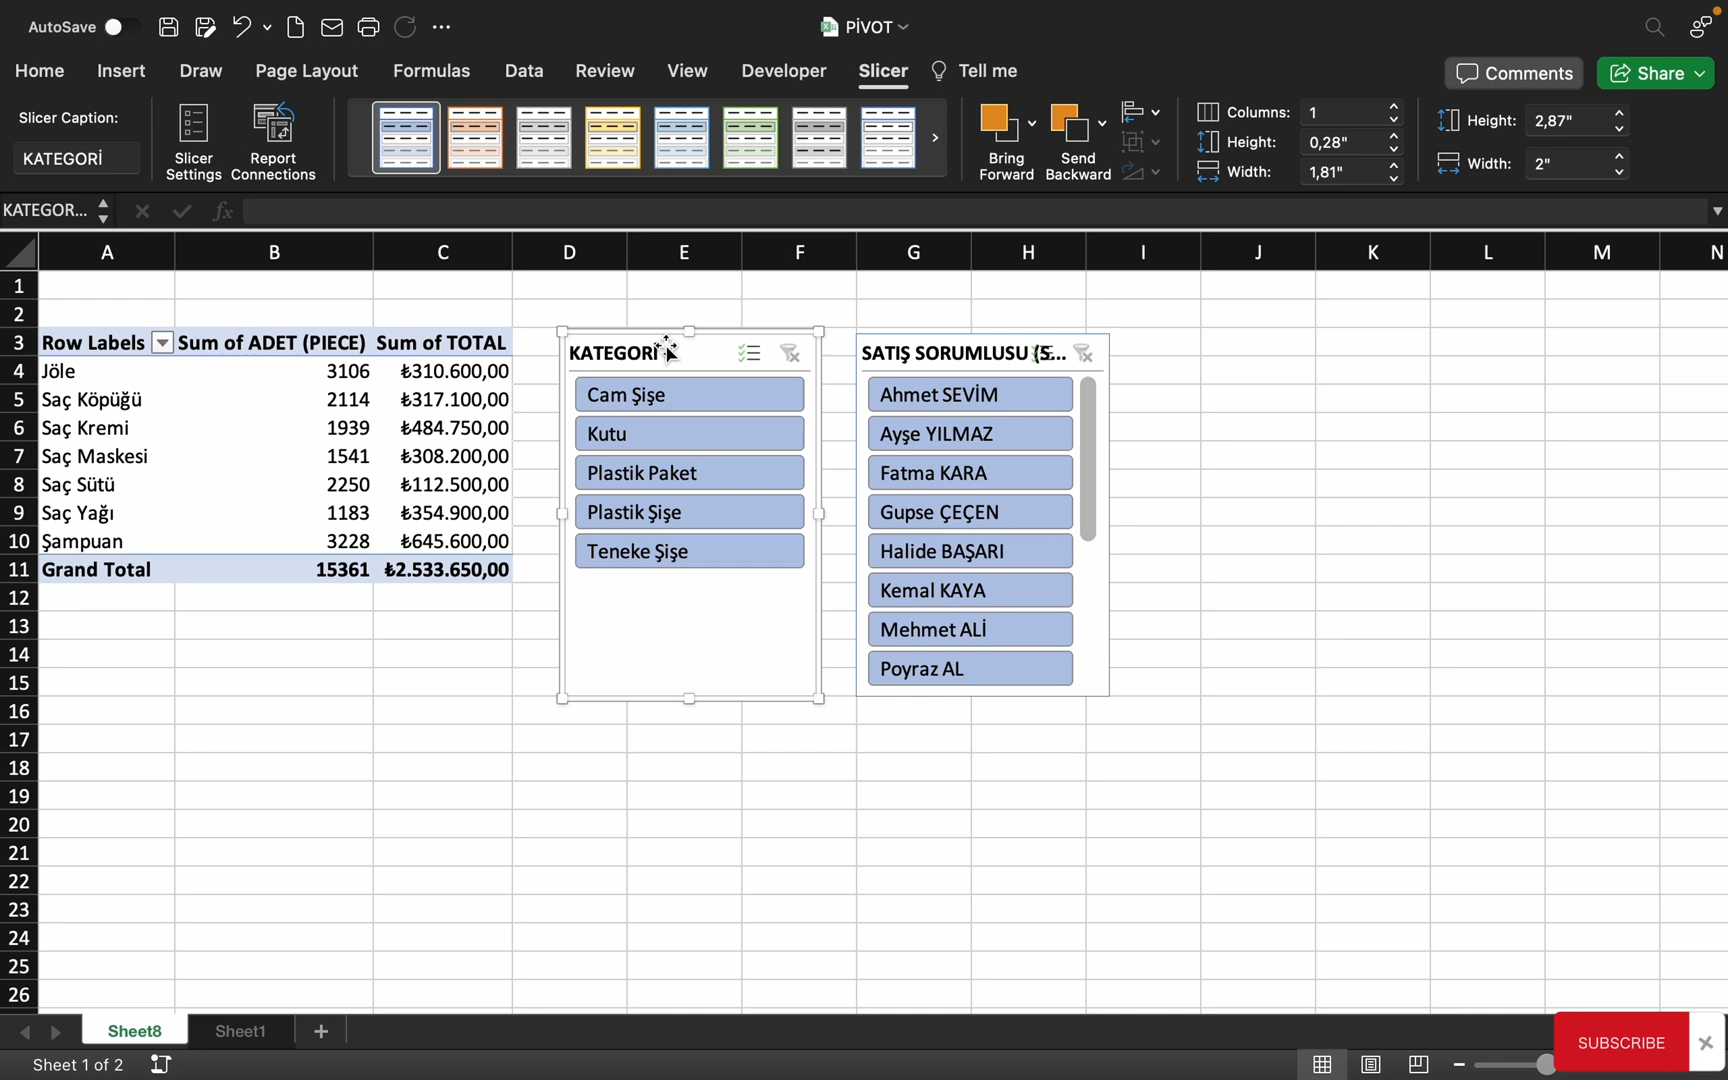 AutoSave
PİVOT
Home Insert Draw Page Layout Formulas Data Review View Developer Slicer Tell me
Comments
Share
Slicer Caption:
KATEGORİ
Slicer Settings
Report Connections
Bring Forward
Send Backward
Columns: 1
Height: 0,28"
Width: 1,81"
Height: 2,87"
Width: 2"
KATEGOR...
fx
A B C D E F G H I J K L M N
1
2
3 Row Labels Sum of ADET (PIECE) Sum of TOTAL
4 Jöle 3106 ₺310.600,00
5 Saç Köpüğü 2114 ₺317.100,00
6 Saç Kremi 1939 ₺484.750,00
7 Saç Maskesi 1541 ₺308.200,00
8 Saç Sütü 2250 ₺112.500,00
9 Saç Yağı 1183 ₺354.900,00
10 Şampuan 3228 ₺645.600,00
11 Grand Total 15361 ₺2.533.650,00
12
13
14
15
16
17
18
19
20
21
22
23
24
25
26
KATEGORİ
Cam Şişe
Kutu
Plastik Paket
Plastik Şişe
Teneke Şişe
SATIŞ SORUMLUSU (S...
Ahmet SEVİM
Ayşe YILMAZ
Fatma KARA
Gupse ÇEÇEN
Halide BAŞARI
Kemal KAYA
Mehmet ALİ
Poyraz AL
Sheet8 Sheet1
Sheet 1 of 2
SUBSCRIBE